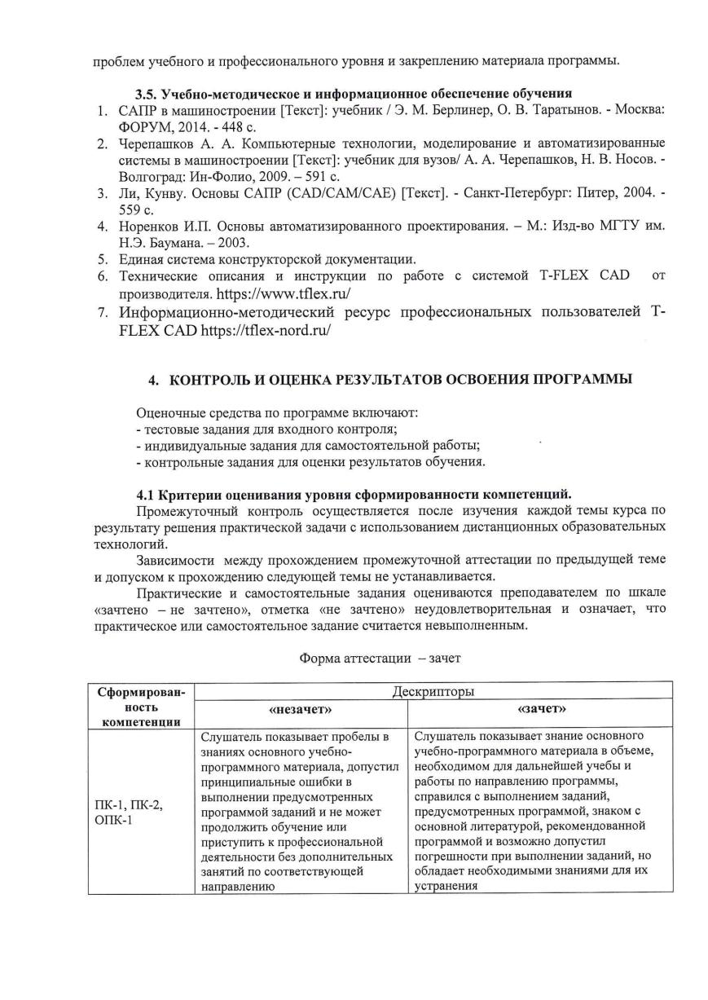 проблем учебного и профессионального уровня и закреплению материала программы.
3.5. Учебно-методическое и информационное обеспечение обучения
1. САПР в машиностроении [Текст]: учебник / Э. М. Берлинер, О. В. Таратынов. - Москва:
ФОРУМ, 2014. - 448 с.
2. Черепашков А. А. Компьютерные технологии, моделирование и автоматизированные
системы в машиностроении [Текст]: учебник для вузов/ А. А. Черепашков, Н. В. Носов. -
Волгоград: Ин-Фолио, 2009. – 591 с.
3. Ли, Кунву. Основы САПР (CAD/CAM/CAE) [Текст]. - Санкт-Петербург: Питер, 2004. -
559 с.
4. Норенков И.П. Основы автоматизированного проектирования. – М.: Изд-во МГТУ им.
Н.Э. Баумана. – 2003.
5. Единая система конструкторской документации.
6. Технические описания и инструкции по работе с системой T-FLEX CAD от
производителя. https://www.tflex.ru/
7. Информационно-методический ресурс профессиональных пользователей T-
FLEX CAD https://tflex-nord.ru/
4. КОНТРОЛЬ И ОЦЕНКА РЕЗУЛЬТАТОВ ОСВОЕНИЯ ПРОГРАММЫ
Оценочные средства по программе включают:
- тестовые задания для входного контроля;
- индивидуальные задания для самостоятельной работы;
- контрольные задания для оценки результатов обучения.
4.1 Критерии оценивания уровня сформированности компетенций.
Промежуточный контроль осуществляется после изучения каждой темы курса по
результату решения практической задачи с использованием дистанционных образовательных
технологий.
Зависимости между прохождением промежуточной аттестации по предыдущей теме
и допуском к прохождению следующей темы не устанавливается.
Практические и самостоятельные задания оцениваются преподавателем по шкале
«зачтено – не зачтено», отметка «не зачтено» неудовлетворительная и означает, что
практическое или самостоятельное задание считается невыполненным.
Форма аттестации – зачет
Сформирован-
ность
компетенции
Дескрипторы
«незачет»
«зачет»
ПК-1, ПК-2,
ОПК-1
Слушатель показывает пробелы в
знаниях основного учебно-
программного материала, допустил
принципиальные ошибки в
выполнении предусмотренных
программой заданий и не может
продолжить обучение или
приступить к профессиональной
деятельности без дополнительных
занятий по соответствующей
направлению
Слушатель показывает знание основного
учебно-программного материала в объеме,
необходимом для дальнейшей учебы и
работы по направлению программы,
справился с выполнением заданий,
предусмотренных программой, знаком с
основной литературой, рекомендованной
программой и возможно допустил
погрешности при выполнении заданий, но
обладает необходимыми знаниями для их
устранения